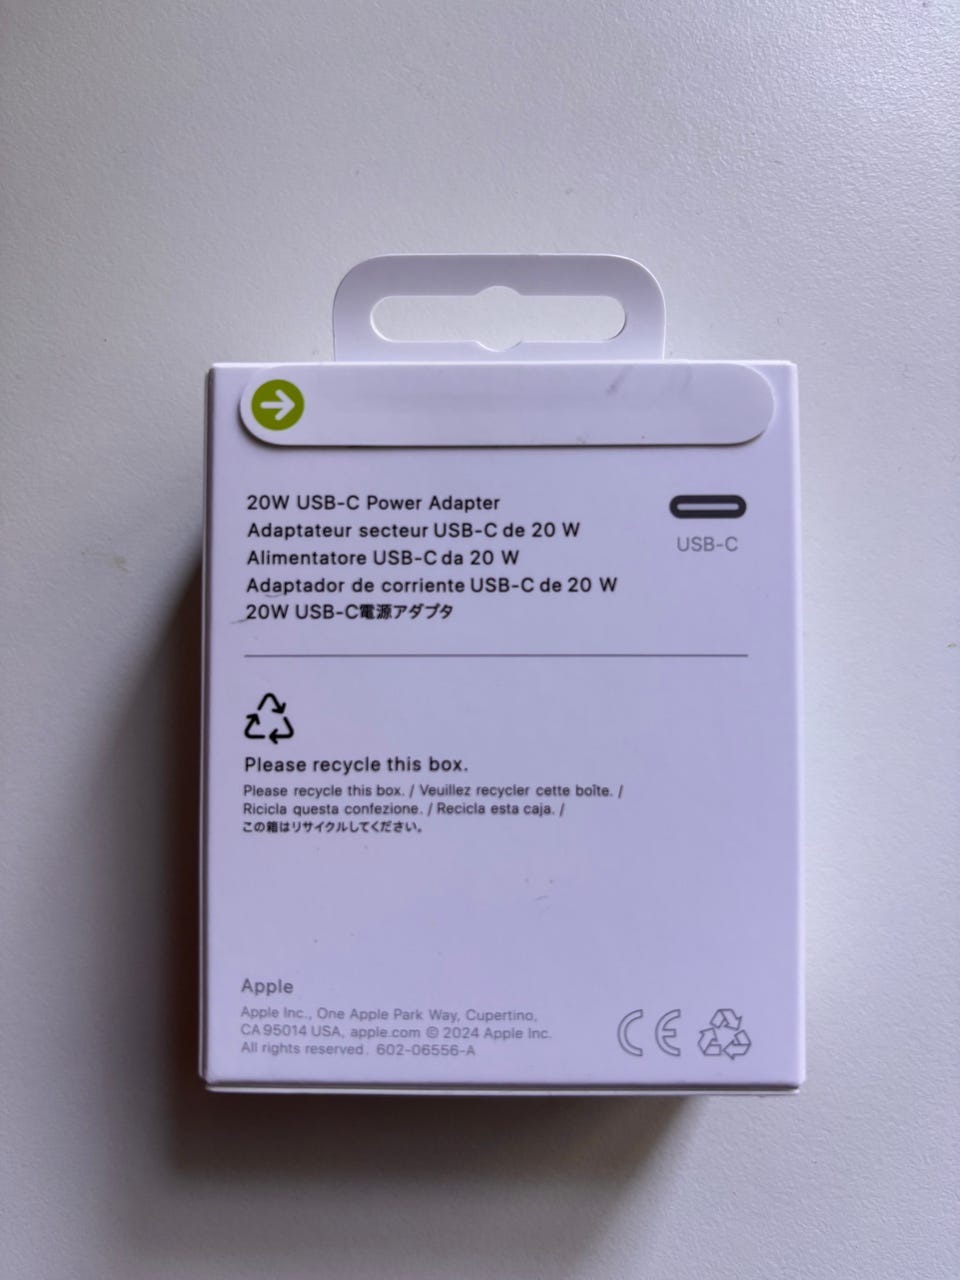 20W USB-C Power Adapter
Adaptateur secteur USB-C de 20 W
Alimentatore USB-C da 20 W
Adaptador de corriente USB-C de 20 W
20W USB-C電源アダプタ
USB-C
Please recycle this box.
Please recycle this box. / Veuillez recycler cette boîte. /
Ricicla questa confezione. / Recicla esta caja. /
この箱はリサイクルしてください。
Apple
Apple Inc., One Apple Park Way, Cupertino,
CA 95014 USA, apple.com © 2024 Apple Inc.
All rights reserved. 602-06556-A
CE